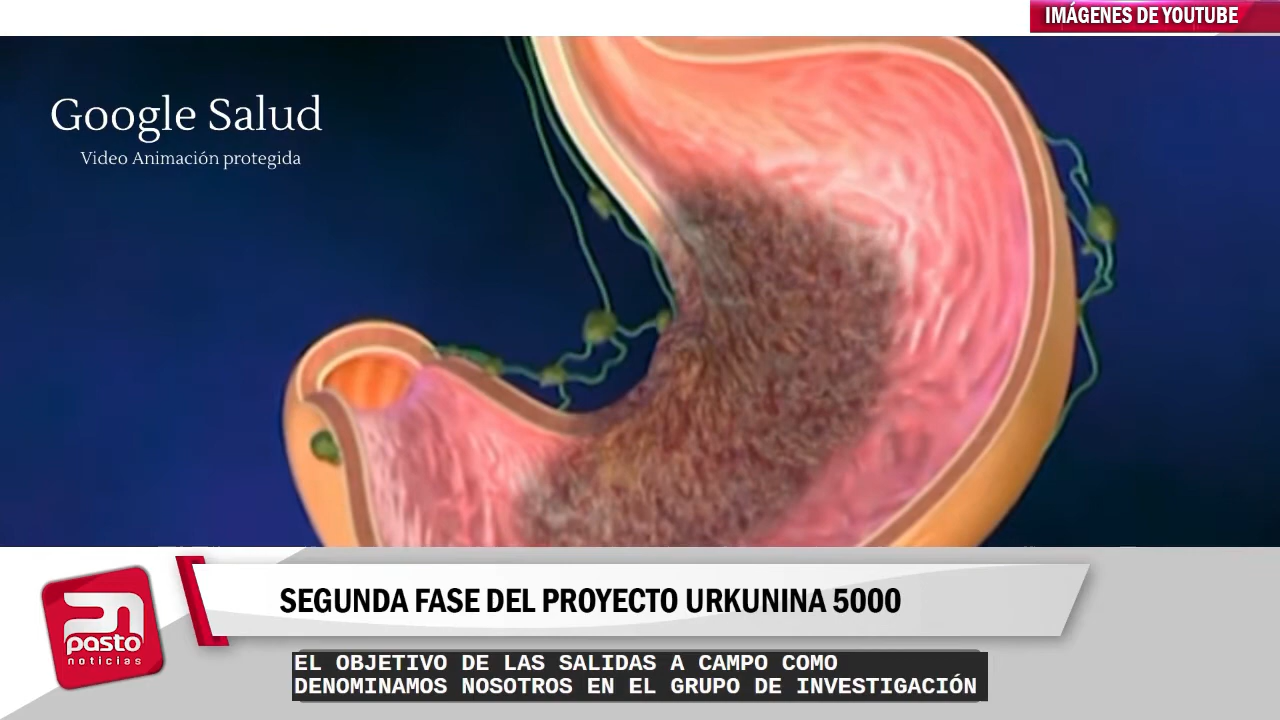 IMÁGENES DE YOUTUBE
Google Salud
Video Animación protegida
SEGUNDA FASE DEL PROYECTO URKUNINA 5000
pasto
noticias
EL OBJETIVO DE LAS SALIDAS A CAMPO COMO
DENOMINAMOS NOSOTROS EN EL GRUPO DE INVESTIGACIÓN